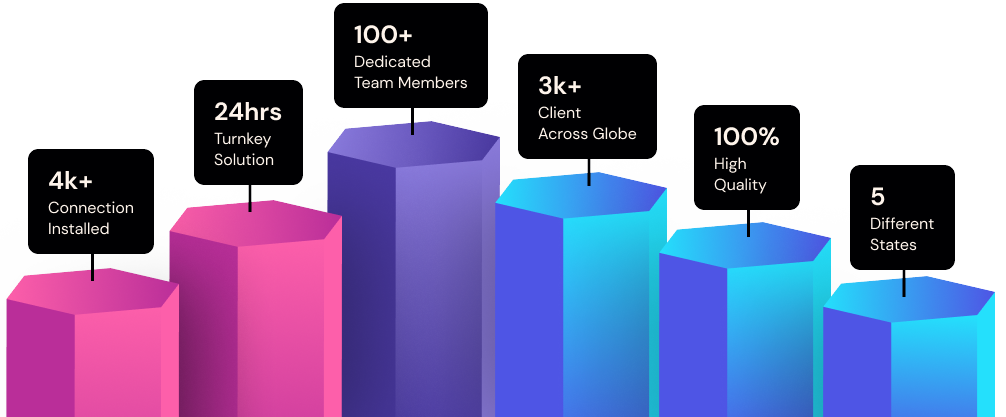 4k+
Connection
Installed
24hrs
Turnkey
Solution
100+
Dedicated
Team Members
3k+
Client
Across Globe
100%
High
Quality
5
Different
States